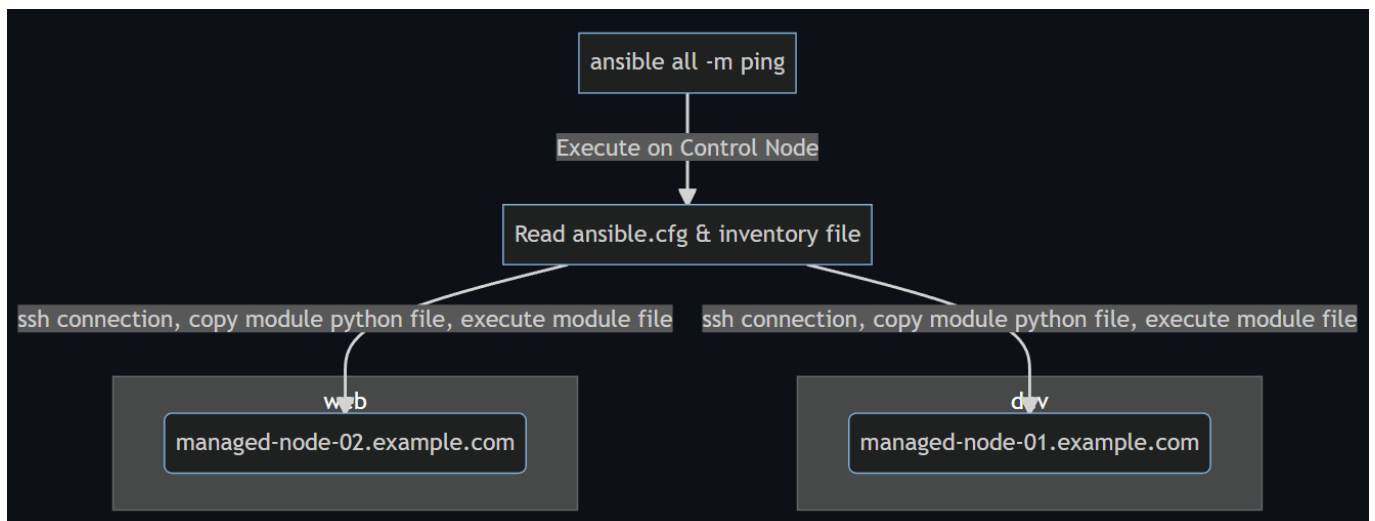 ansible all -m ping
Execute on Control Node
Read ansible.cfg & inventory file
ssh connection, copy module python file, execute module file
ssh connection, copy module python file, execute module file
web
managed-node-02.example.com
managed-node-01.example.com